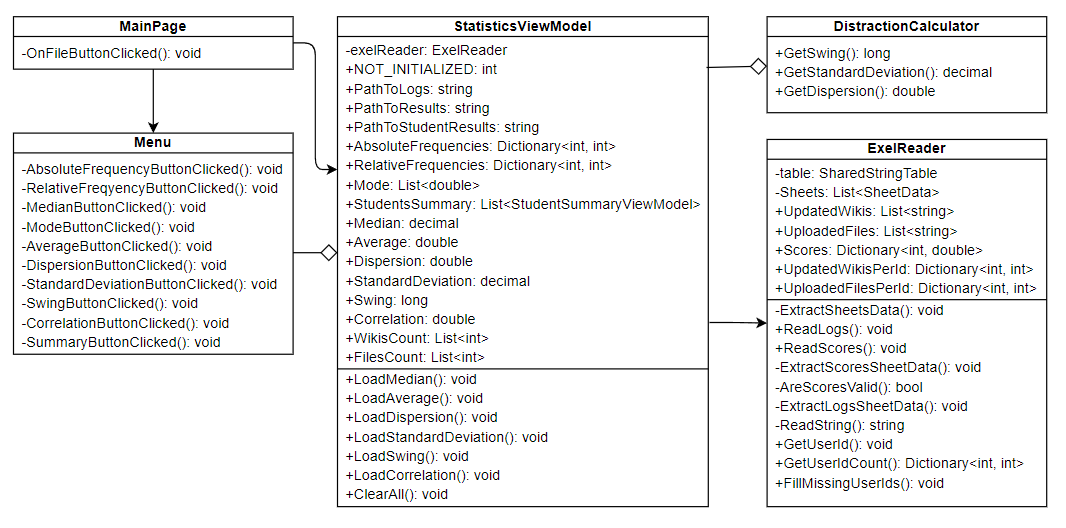 MainPage
-OnFileButtonClicked(): void
Menu
-AbsoluteFrequencyButtonClicked(): void
-RelativeFreqyencyButtonClicked(): void
-MedianButtonClicked(): void
-ModeButtonClicked(): void
-AverageButtonClicked(): void
-DispersionButtonClicked(): void
-StandardDeviationButtonClicked(): void
-SwingButtonClicked(): void
-CorrelationButtonClicked(): void
-SummaryButtonClicked(): void
StatisticsViewModel
-exelReader: ExelReader
+NOT_INITIALIZED: int
+PathToLogs: string
+PathToResults: string
+PathToStudentResults: string
+AbsoluteFrequencies: Dictionary<int, int>
+RelativeFrequencies: Dictionary<int, int>
+Mode: List<double>
+StudentsSummary: List<StudentSummaryViewModel>
+Median: decimal
+Average: double
+Dispersion: double
+StandardDeviation: decimal
+Swing: long
+Correlation: double
+WikisCount: List<int>
+FilesCount: List<int>
+LoadMedian(): void
+LoadAverage(): void
+LoadDispersion(): void
+LoadStandardDeviation(): void
+LoadSwing(): void
+LoadCorrelation(): void
+ClearAll(): void
DistractionCalculator
+GetSwing(): long
+GetStandardDeviation(): decimal
+GetDispersion(): double
ExelReader
-table: SharedStringTable
-Sheets: List<SheetData>
+UpdatedWikis: List<string>
+UploadedFiles: List<string>
+Scores: Dictionary<int, double>
+UpdatedWikisPerId: Dictionary<int, int>
+UploadedFilesPerId: Dictionary<int, int>
-ExtractSheetsData(): void
+ReadLogs(): void
+ReadScores(): void
-ExtractScoresSheetData(): void
-AreScoresValid(): bool
-ExtractLogsSheetData(): void
-ReadString(): string
+GetUserId(): void
+GetUserIdCount(): Dictionary<int, int>
+FillMissingUserIds(): void